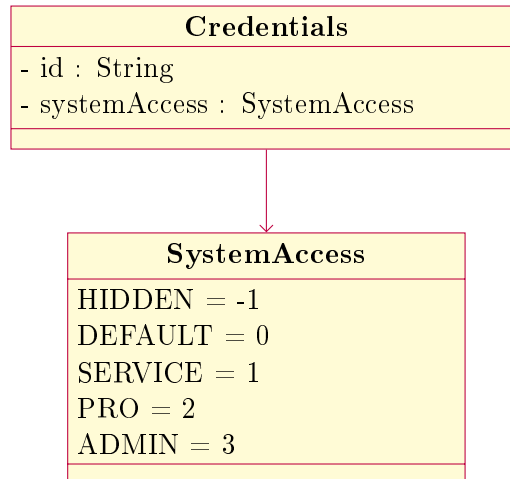 Credentials
- id : String
- systemAccess : SystemAccess
SystemAccess
HIDDEN = -1
DEFAULT = 0
SERVICE = 1
PRO = 2
ADMIN = 3